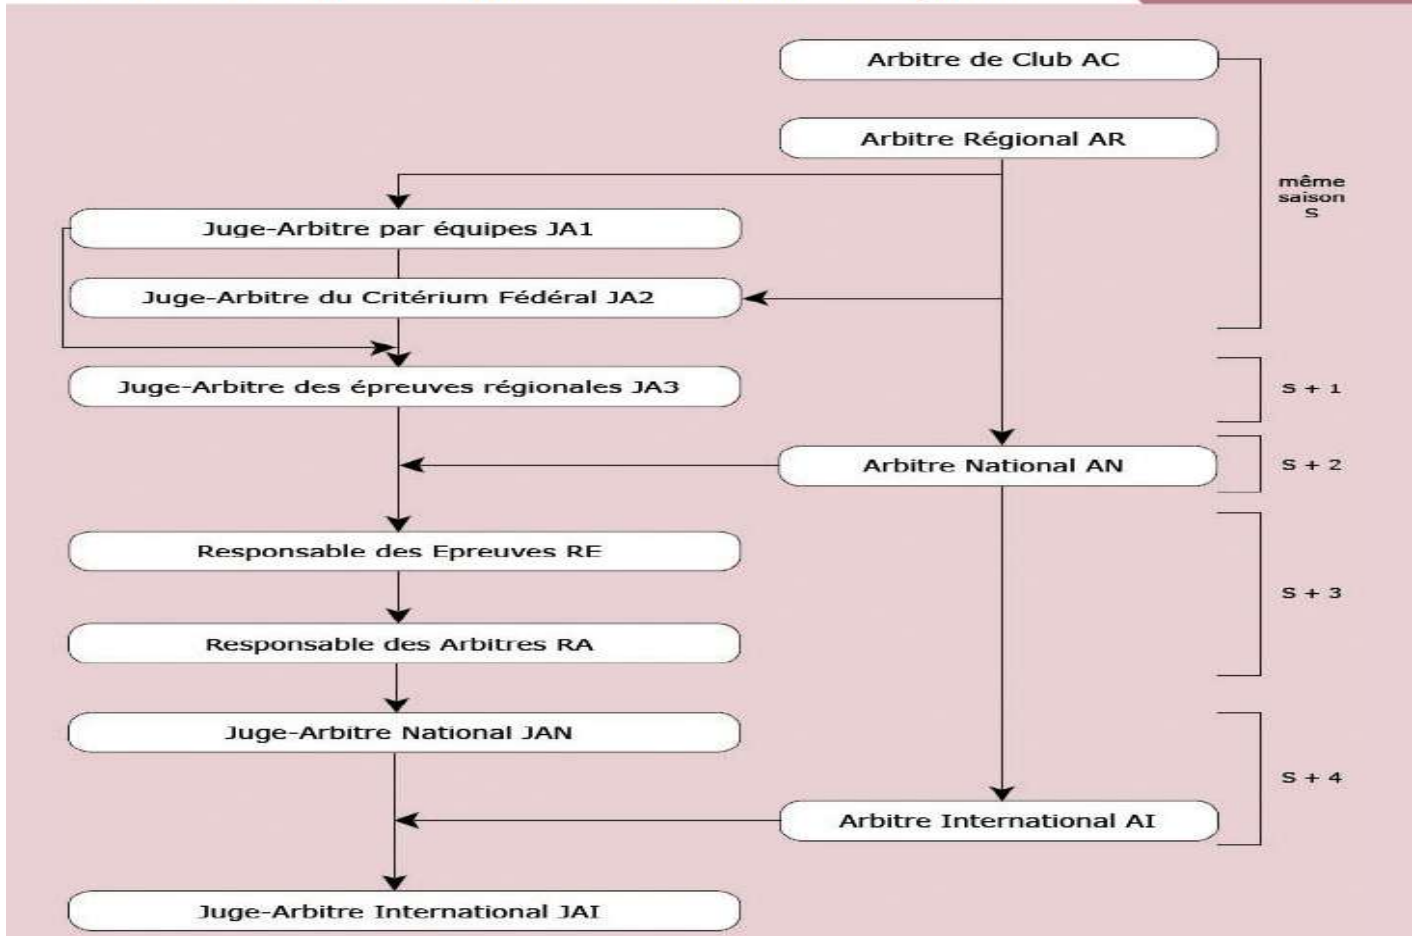 Arbitre de Club AC
Arbitre Régional AR
même
saison
S
Juge-Arbitre par équipes JA1
Juge-Arbitre du Critérium Fédéral JA2
Juge-Arbitre des épreuves régionales JA3
S + 1
Arbitre National AN
S + 2
Responsable des Epreuves RE
S + 3
Responsable des Arbitres RA
Juge-Arbitre National JAN
S + 4
Arbitre International AI
Juge-Arbitre International JAI